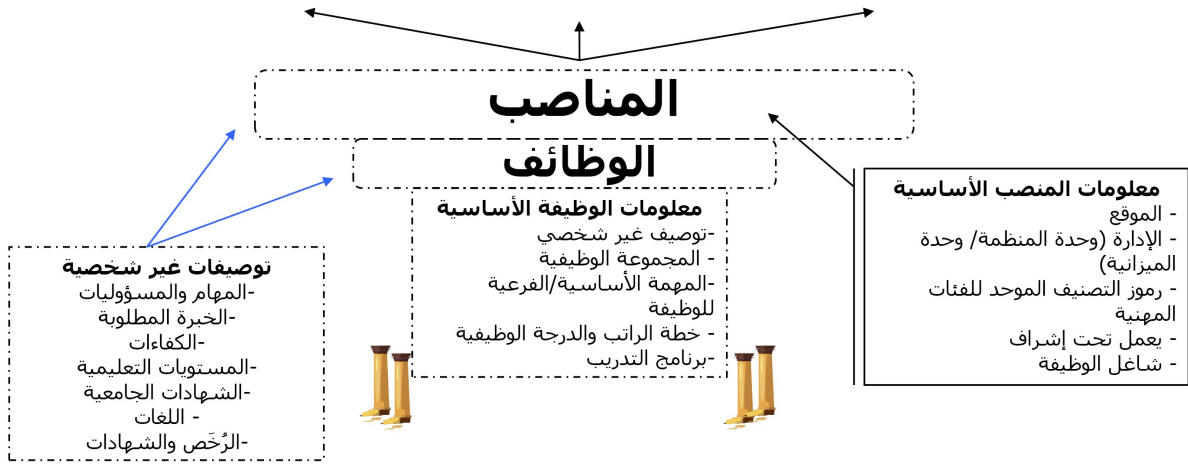 المناصب
الوظائف
معلومات المنصب الأساسية
- الموقع
- الإدارة (وحدة المنظمة/ وحدة
الميزانية)
- رموز التصنيف الموحد للفئات
المهنية
- يعمل تحت إشراف
- شاغل الوظيفة
معلومات الوظيفة الأساسية
-توصيف غير شخصي
- المجموعة الوظيفية
-المهمة الأساسية/الفرعية
للوظيفة
- خطة الراتب والدرجة الوظيفية
-برنامج التدريب
توصيفات غير شخصية
-المهام والمسؤوليات
-الخبرة المطلوبة
-الكفاءات
-المستويات التعليمية
-الشهادات الجامعية
- اللغات
-الرُخَص والشهادات